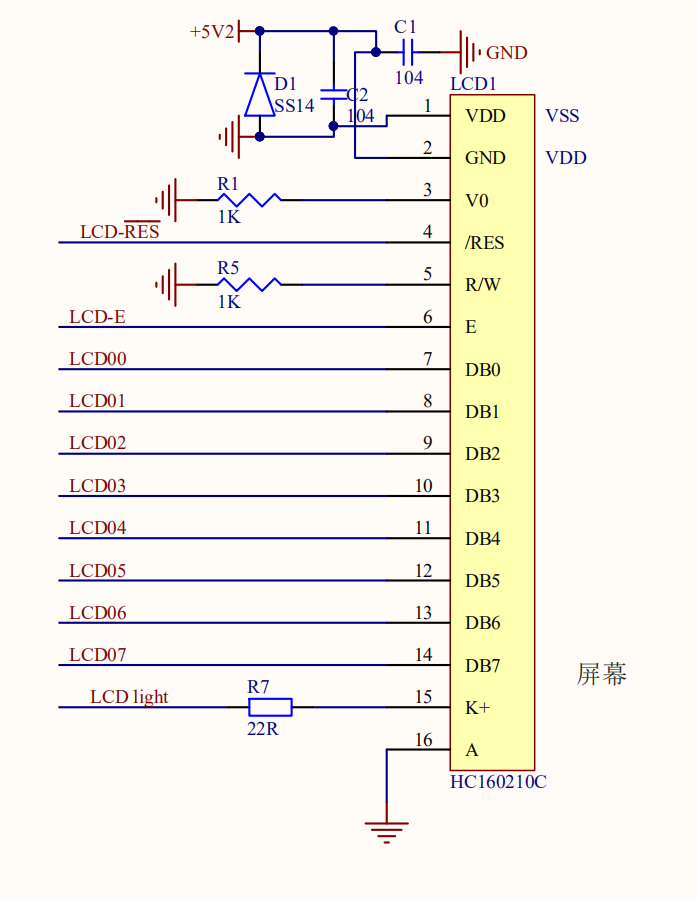 C1
+5V2
GND
104
D1
LCD1
SS14
C2
104
1 VDD VSS
2 GND VDD
R1
3 V0
1K
LCD-RES 4 /RES
R5
5 R/W
1K
LCD-E 6 E
LCD00 7 DB0
LCD01 8 DB1
LCD02 9 DB2
LCD03 10 DB3
LCD04 11 DB4
LCD05 12 DB5
LCD06 13 DB6
LCD07 14 DB7
屏幕
R7
LCD light 15 K+
22R
16 A
HC160210C